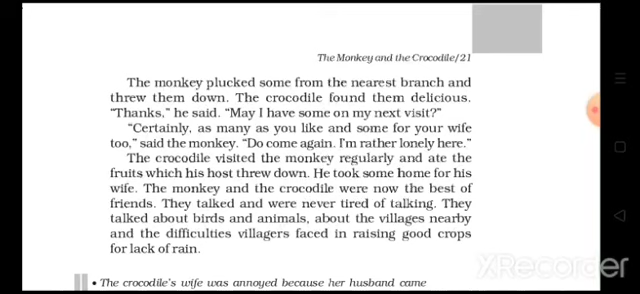 The Monkey and the Crocodile/21
The monkey plucked some from the nearest branch and
threw them down. The crocodile found them delicious.
“Thanks,” he said. “May I have some on my next visit?”
“Certainly, as many as you like and some for your wife
too,” said the monkey. “Do come again. I'm rather lonely here.”
The crocodile visited the monkey regularly and ate the
fruits which his host threw down. He took some home for his
wife. The monkey and the crocodile were now the best of
friends. They talked and were never tired of talking. They
talked about birds and animals, about the villages nearby
and the difficulties villagers faced in raising good crops
for lack of rain.
• The crocodile's wife was annoyed because her husband came
XRecorder
XRecorder